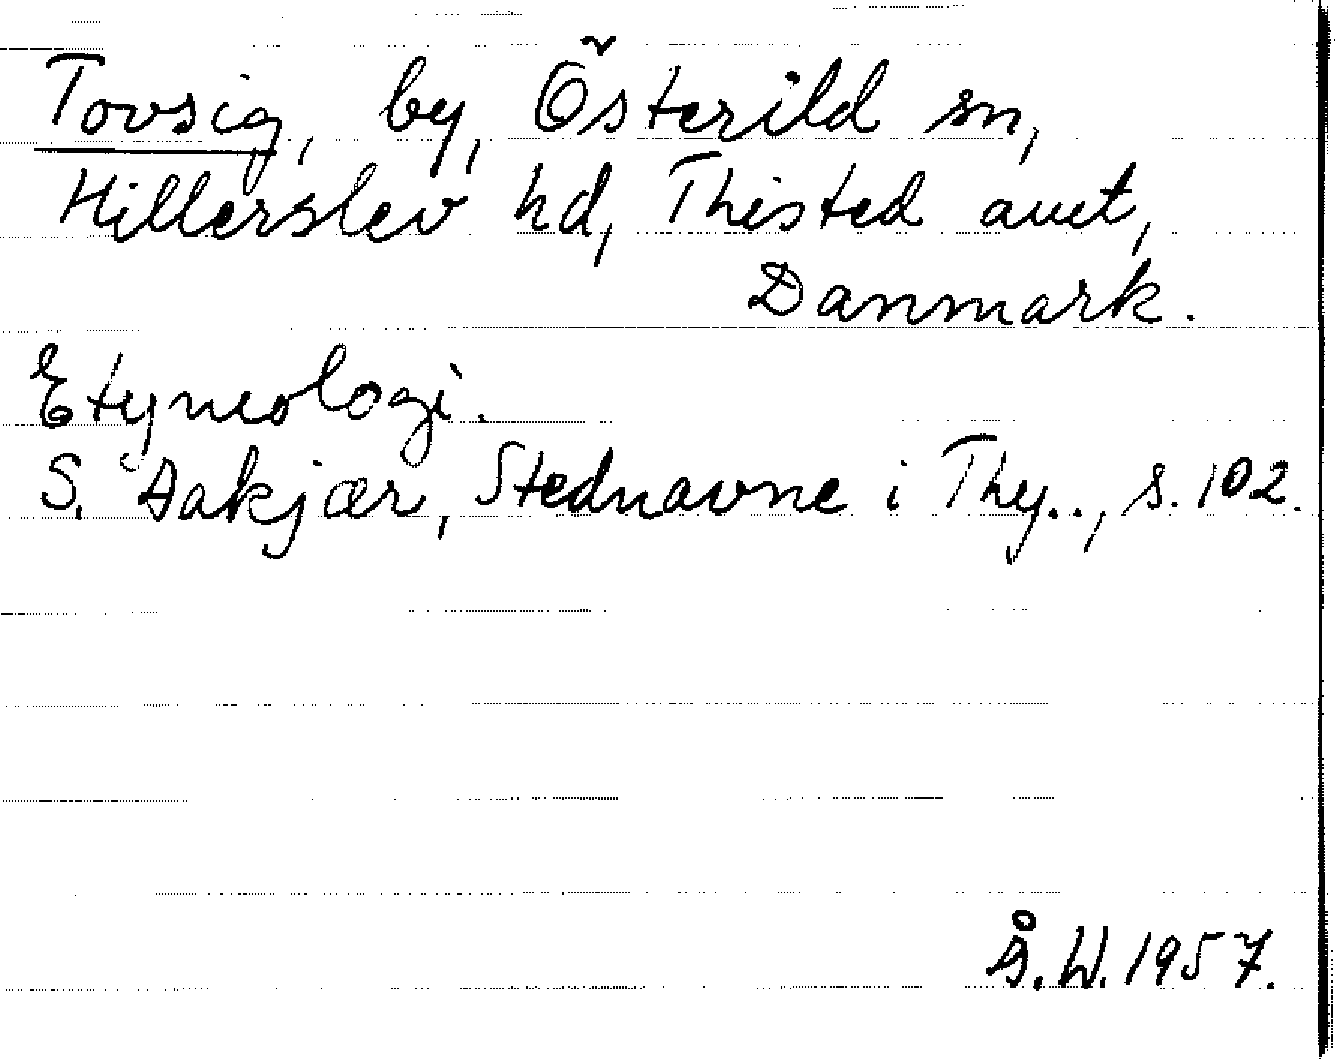 Tovsig, by, Österild sn,
Hillerslev hd, Thisted amt,
Danmark.
Etymologi.
S. Aakjær, Stednavne i Thy.., s. 102.
Å.W. 1957.